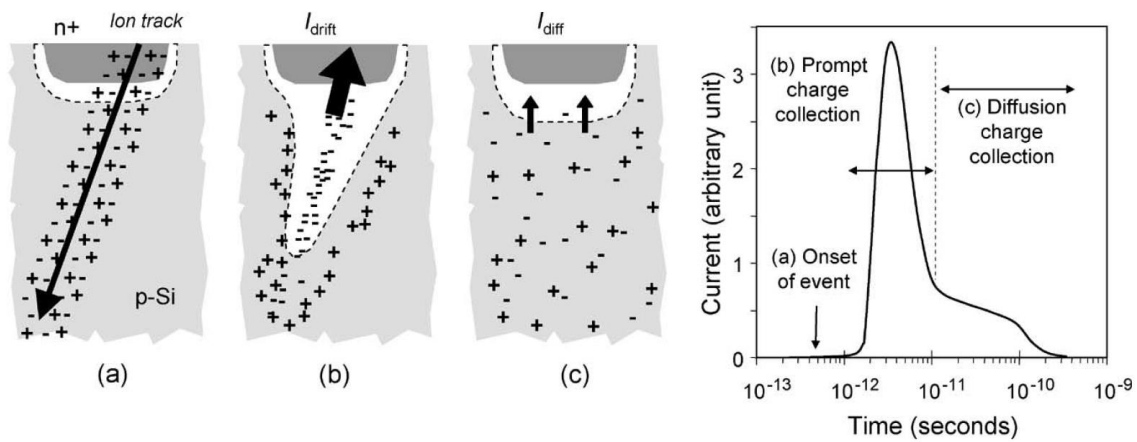 n+
Ion track
p-Si
(a)
I_drift
(b)
I_diff
(c)
Current (arbitrary unit)
3
2
1
0
(b) Prompt
charge
collection
(c) Diffusion
charge
collection
(a) Onset
of event
10^-13
10^-12
10^-11
10^-10
10^-9
Time (seconds)